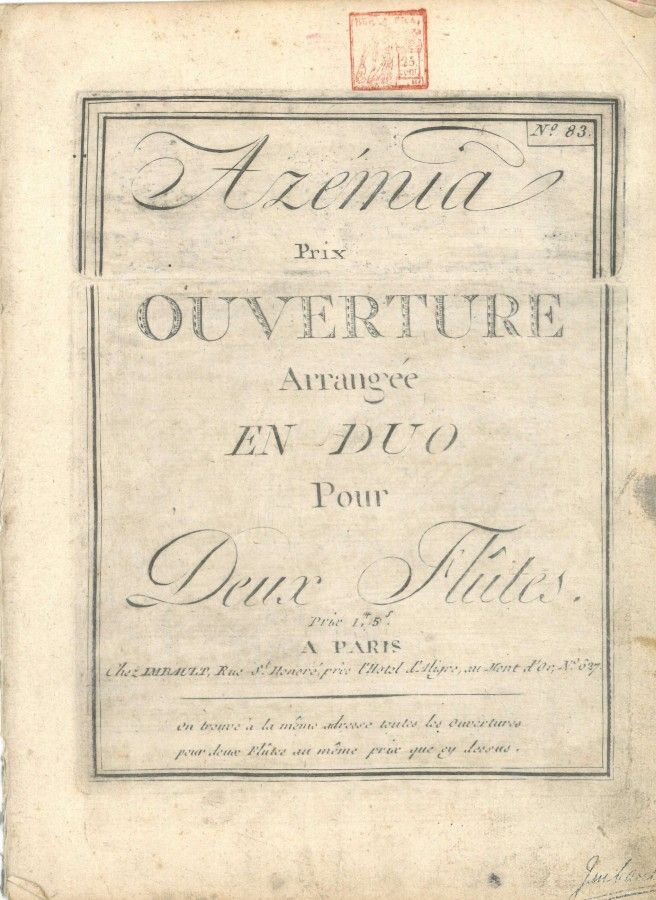 Nº 83.
Azémia
Prix
OUVERTURE
Arrangée
EN DUO
Pour
Deux Flûtes.
Prix 1.ᵗᵗ 5.ˢ
A PARIS
Chez IMBAULT, Rue S.ᵗ Honoré, près l'Hotel d'Aligre, au Mont d'Or, Nº 627.
On trouve à la même adresse toutes les Ouvertures
pour deux Flûtes au même prix que cy dessus.